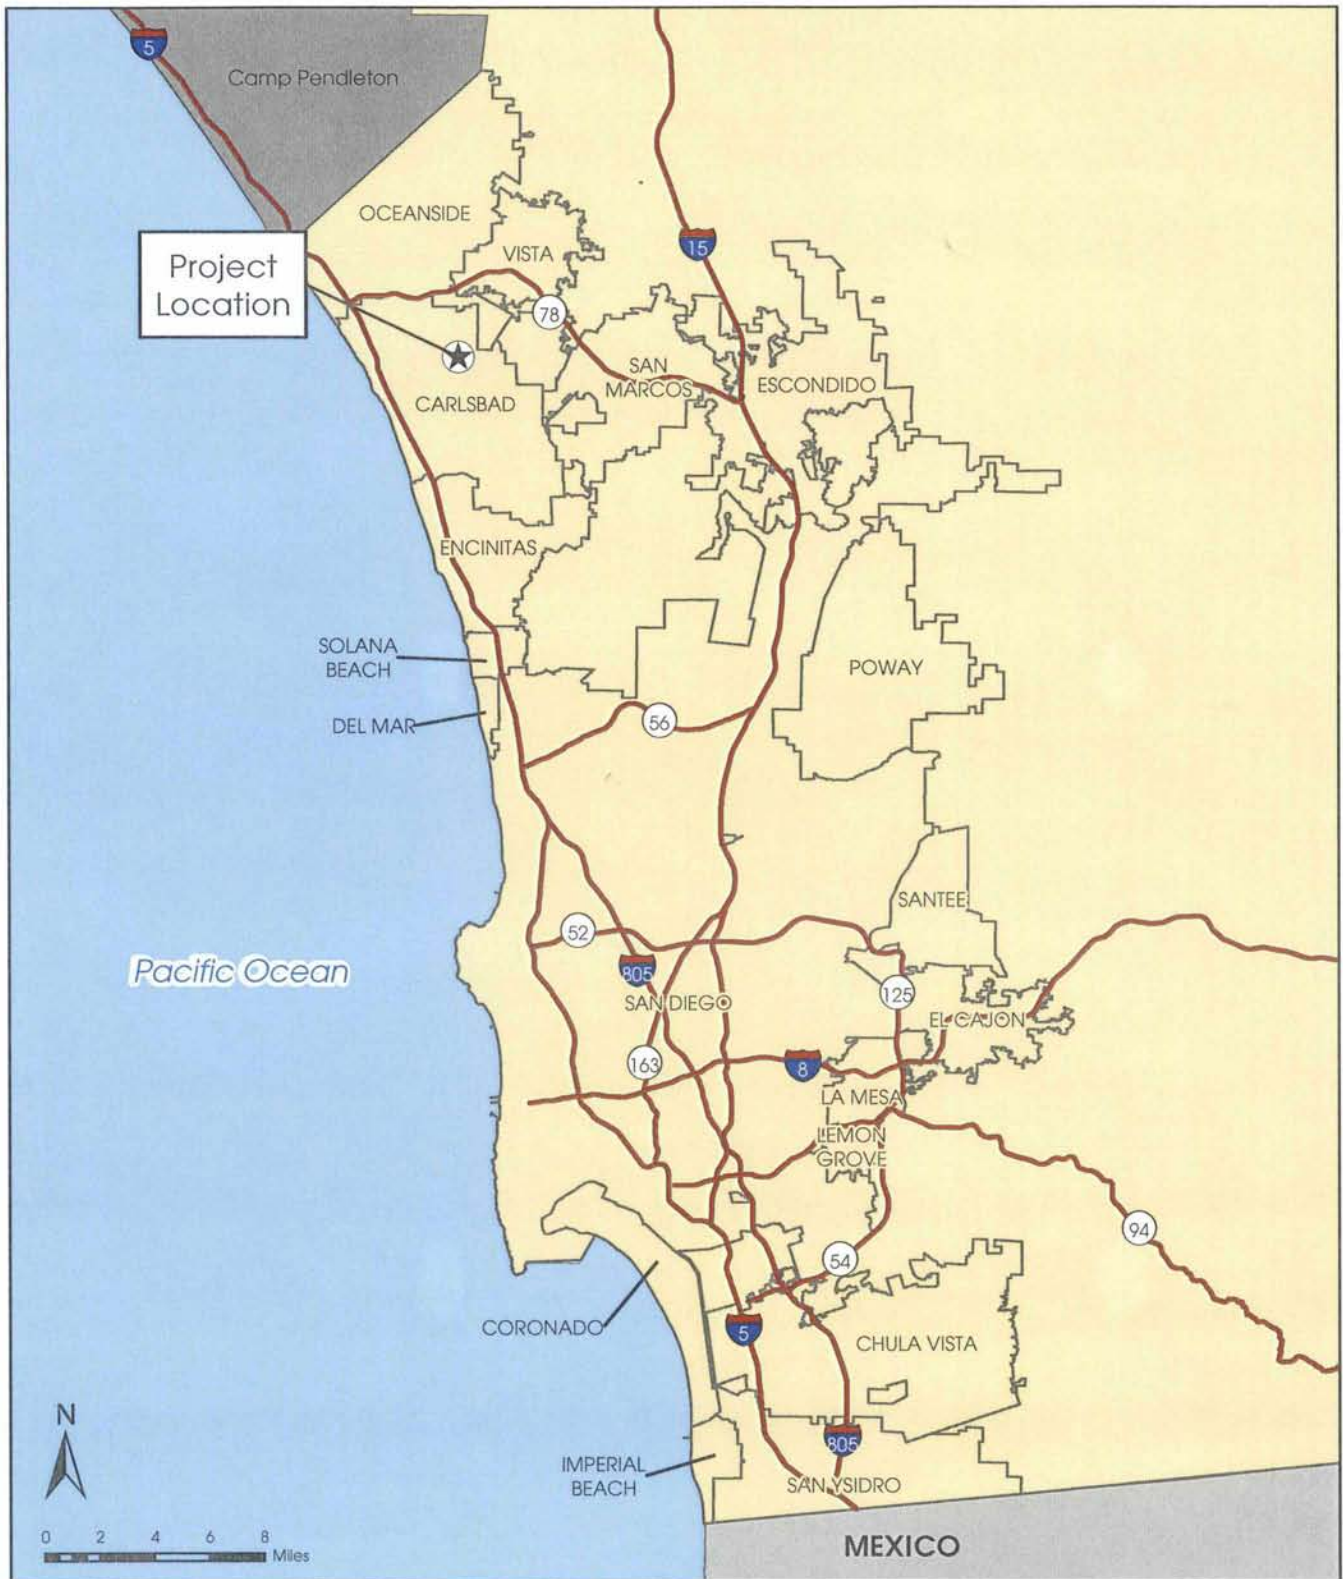 5
Camp Pendleton
OCEANSIDE
15
VISTA
Project
Location
78
SAN
MARCOS
ESCONDIDO
CARLSBAD
ENCINITAS
SOLANA
BEACH
POWAY
DEL MAR
56
SANTEE
52
Pacific Ocean
805
125
SAN DIEGO
EL CAJON
163
8
LA MESA
LEMON
GROVE
94
54
CORONADO
5
CHULA VISTA
N
805
IMPERIAL
BEACH
SAN YSIDRO
0 2 4 6 8
Miles
MEXICO